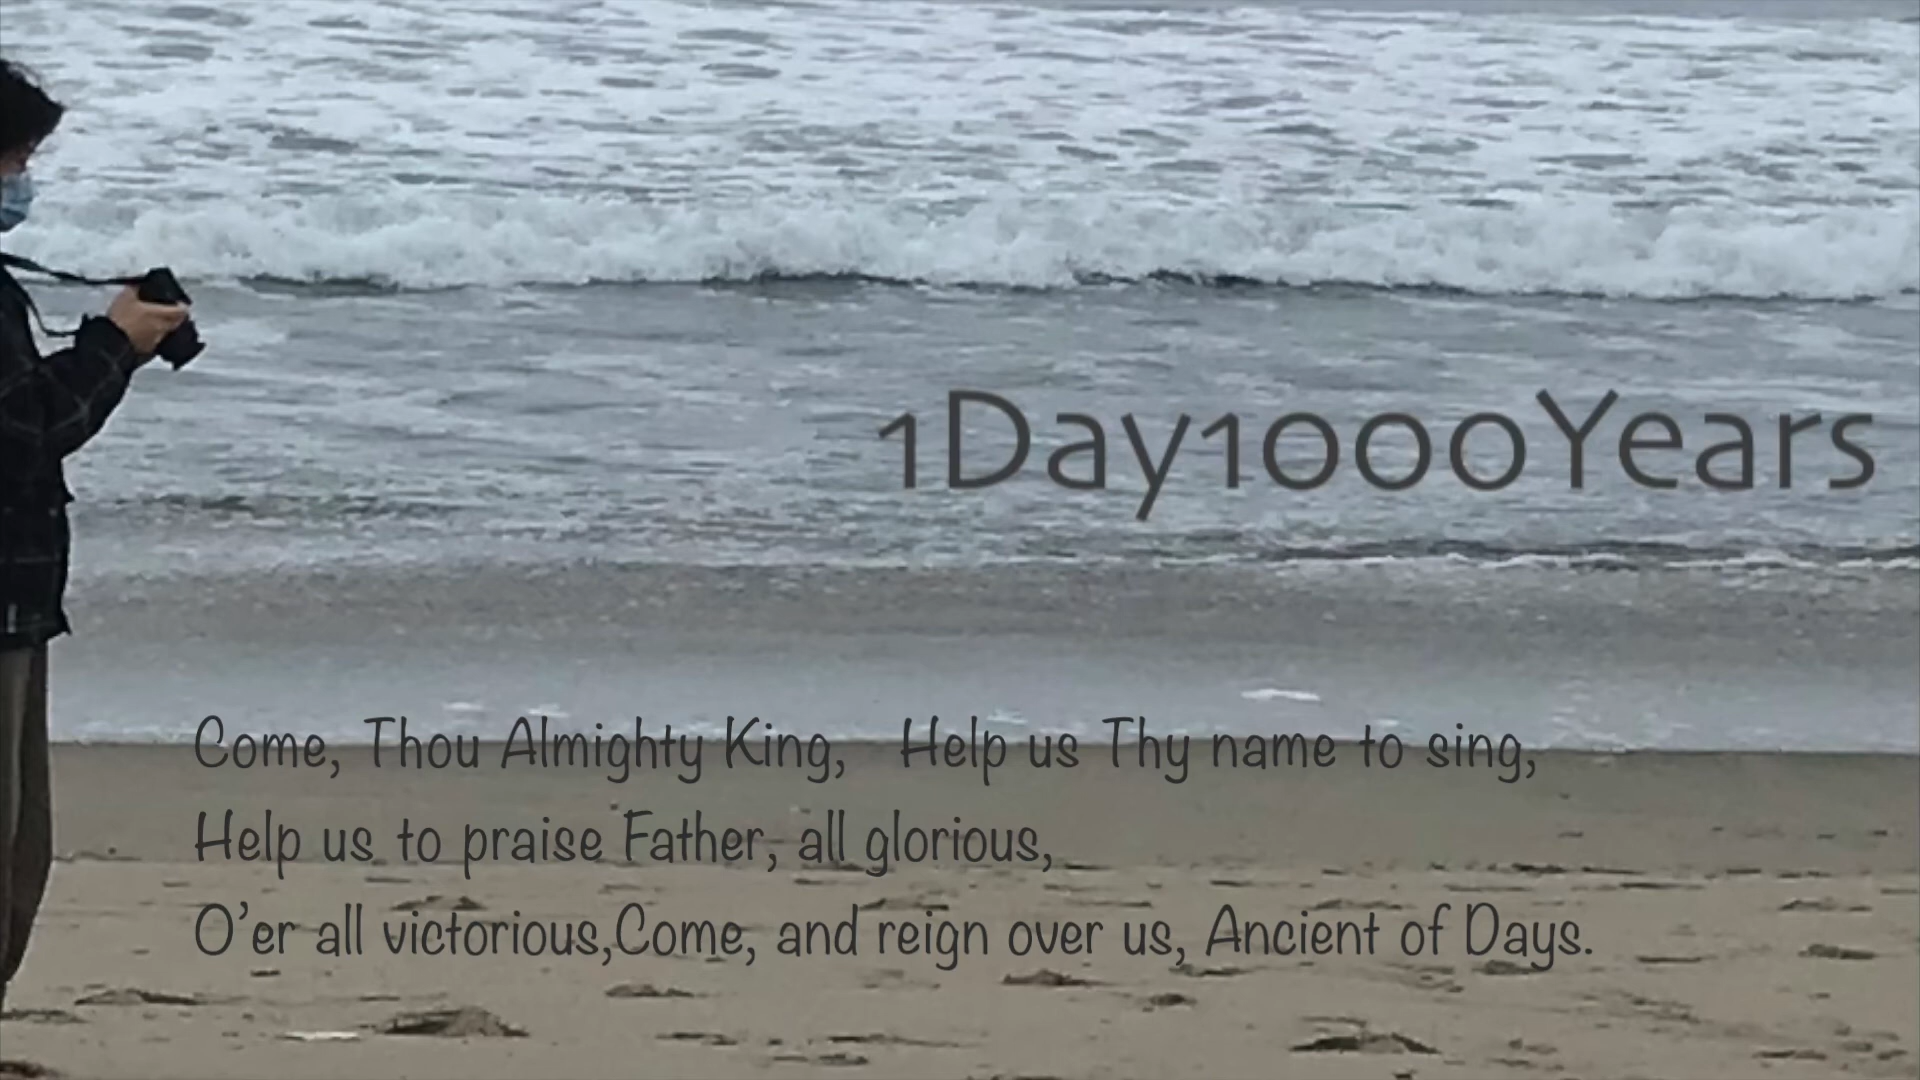 1Day1000Years
Come, Thou Almighty King, Help us Thy name to sing,
Help us to praise Father, all glorious,
O'er all victorious,Come, and reign over us, Ancient of Days.